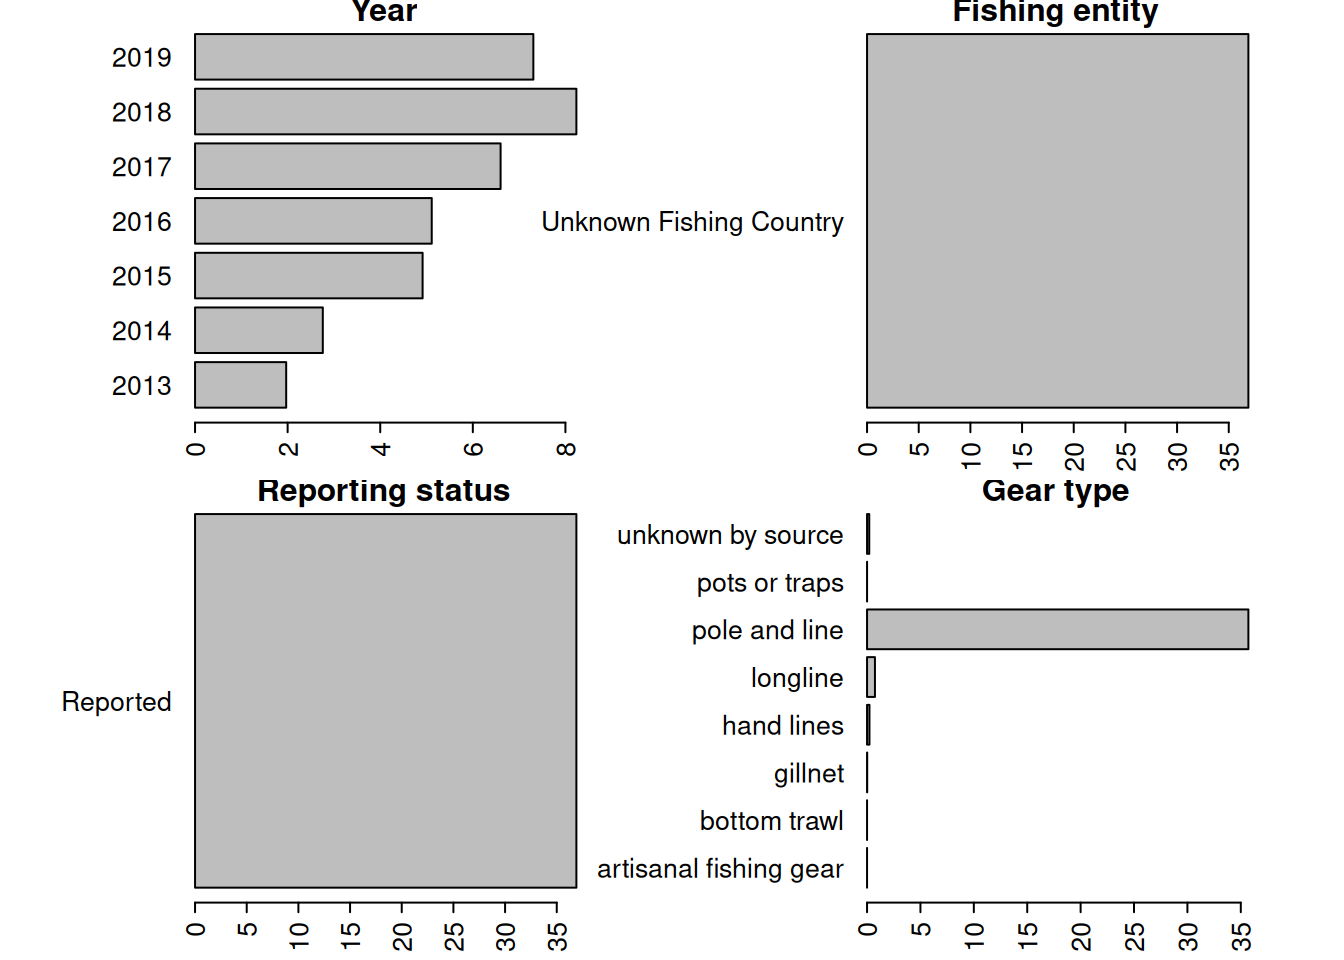 Year
2019
2018
2017
2016
2015
2014
2013
0 2 4 6 8
Fishing entity
Unknown Fishing Country
0 5 10 15 20 25 30 35
Reporting status
Reported
0 5 10 15 20 25 30 35
Gear type
unknown by source
pots or traps
pole and line
longline
hand lines
gillnet
bottom trawl
artisanal fishing gear
0 5 10 15 20 25 30 35